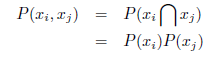 P(x_i, x_j) = P(x_i ⋂ x_j)
= P(x_i)P(x_j)